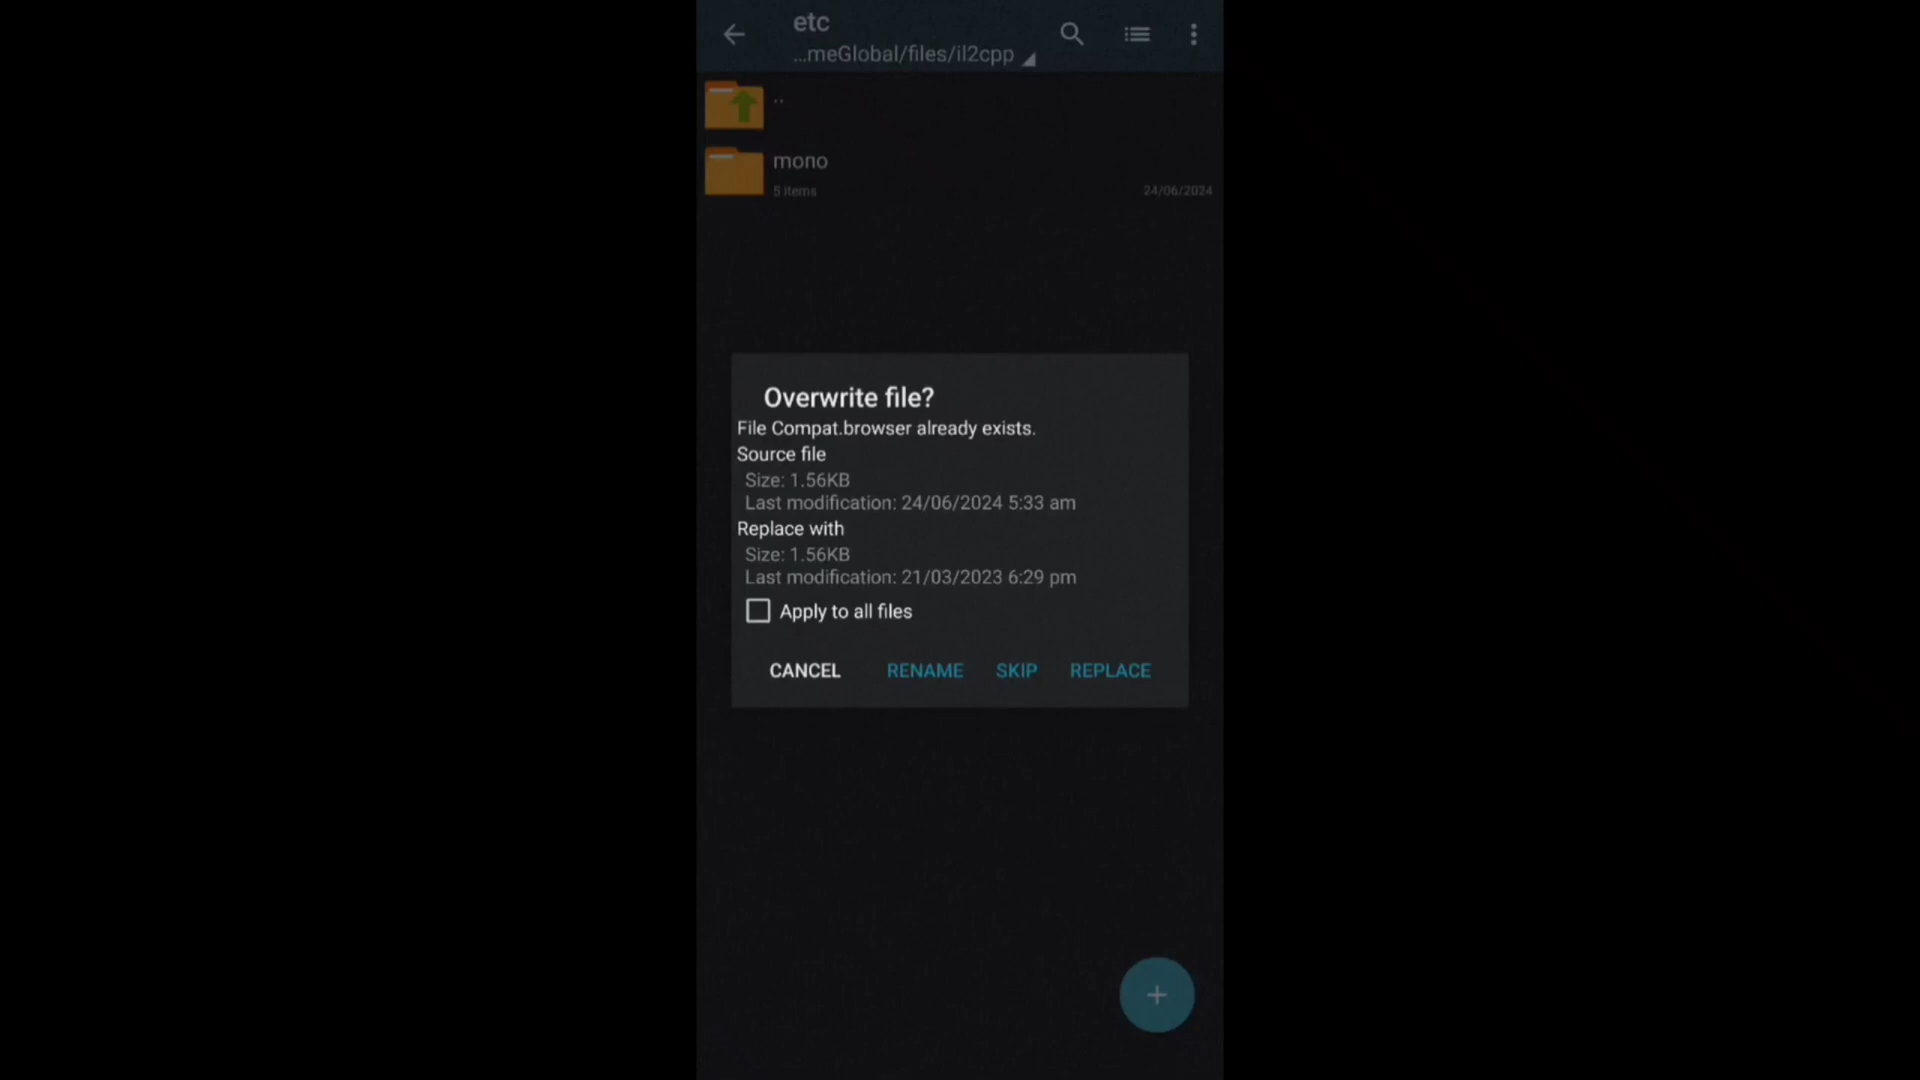 etc
...meGlobal/files/il2cpp
..
mono
5 items
24/06/2024
Overwrite file?
File Compat.browser already exists.
Source file
Size: 1.56KB
Last modification: 24/06/2024 5:33 am
Replace with
Size: 1.56KB
Last modification: 21/03/2023 6:29 pm
Apply to all files
CANCEL RENAME SKIP REPLACE